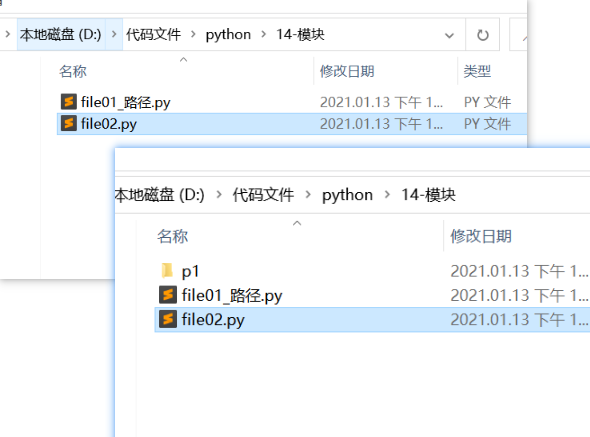 本地磁盘 (D:) > 代码文件 > python > 14-模块
名称 修改日期 类型
file01_路径.py 2021.01.13 下午 1... PY 文件
file02.py 2021.01.13 下午 1... PY 文件
本地磁盘 (D:) > 代码文件 > python > 14-模块
名称 修改日期
p1 2021.01.13 下午 1...
file01_路径.py 2021.01.13 下午 1...
file02.py 2021.01.13 下午 1...